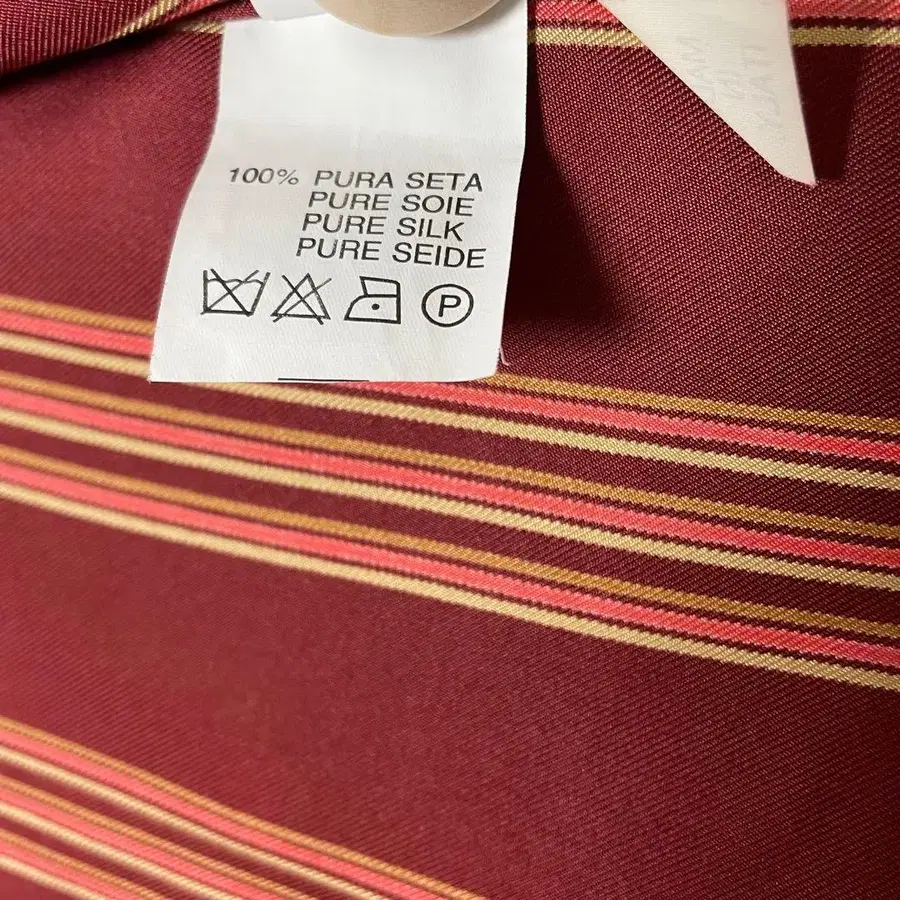 100% PURA SETA
PURE SOIE
PURE SILK
PURE SEIDE
P